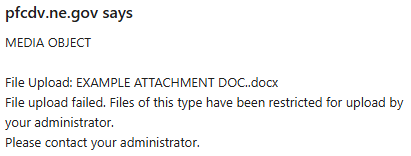 pfcdv.ne.gov says
MEDIA OBJECT
File Upload: EXAMPLE ATTACHMENT DOC..docx
File upload failed. Files of this type have been restricted for upload by
your administrator.
Please contact your administrator.